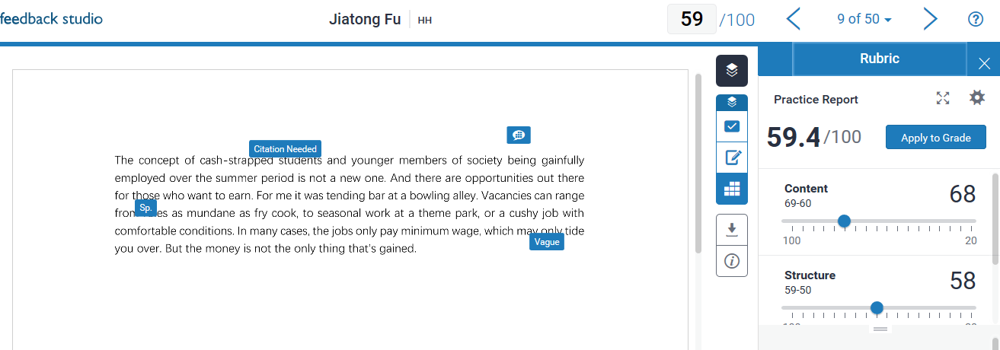 feedback studio
Jiatong Fu HH
59 /100
9 of 50
Rubric
Practice Report
59.4 /100 Apply to Grade
Content 68
69-60
100 20
Structure 58
59-50
Citation Needed
The concept of cash-strapped students and younger members of society being gainfully
employed over the summer period is not a new one. And there are opportunities out there
for those who want to earn. For me it was tending bar at a bowling alley. Vacancies can range
Sp.
from es as mundane as fry cook, to seasonal work at a theme park, or a cushy job with
comfortable conditions. In many cases, the jobs only pay minimum wage, which may only tide
Vague
you over. But the money is not the only thing that's gained.